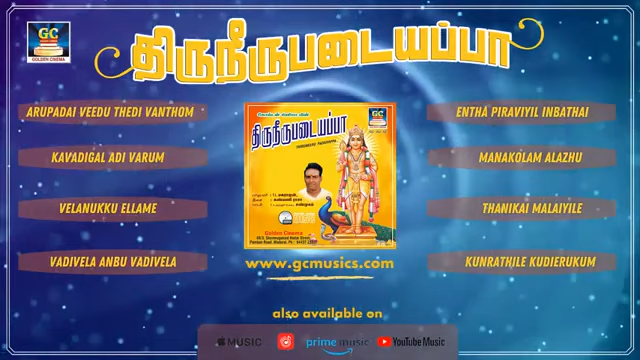 GC
GOLDEN CINEMA
திருநீருபடையப்பா
ARUPADAI VEEDU THEDI VANTHOM
KAVADIGAL ADI VARUM
VELANUKKU ELLAME
VADIVELA ANBU VADIVELA
GC
திருநீருபடையப்பா
Golden Cinema
www.gcmusics.com
ENTHA PIRAVIYIL INBATHAI
MANAKOLAM ALAZHU
THANIKAI MALAIYILE
KUNRATHILE KUDIERUKUM
also available on
MUSIC
prime music
YouTube Music